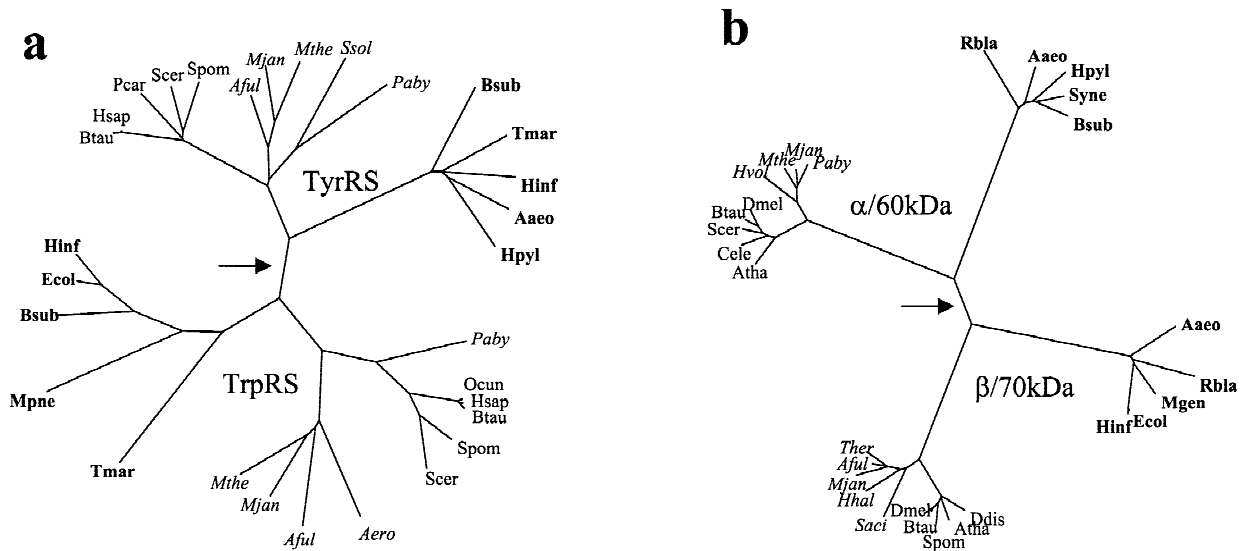 a
Pcar
Scer
Spom
Hsap
Btau
Aful
Mjan
Mthe
Ssol
Paby
Bsub
Tmar
Hinf
Aaeo
Hpyl
TyrRS
Hinf
Ecol
Bsub
Mpne
Tmar
TrpRS
Paby
Ocun
Hsap
Btau
Spom
Scer
Mthe
Mjan
Aful
Aero
b
Rbla
Aaeo
Hpyl
Syne
Bsub
Hvol
Mthe
Mjan
Paby
Dmel
Btau
Scer
Cele
Atha
α/60kDa
Aaeo
Rbla
Mgen
Ecol
Hinf
β/70kDa
Ther
Aful
Mjan
Hhal
Saci
Dmel
Btau
Spom
Atha
Ddis